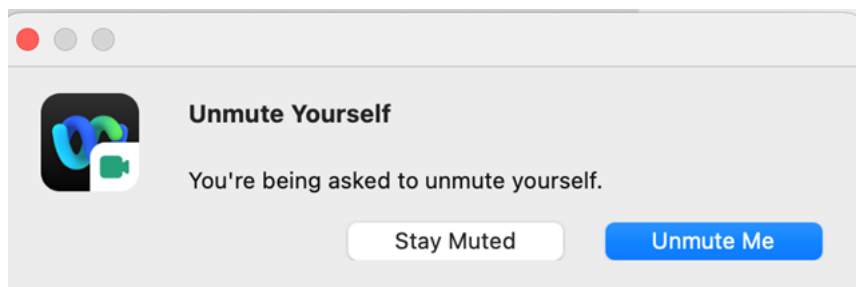 Unmute Yourself
You're being asked to unmute yourself.
Stay Muted
Unmute Me